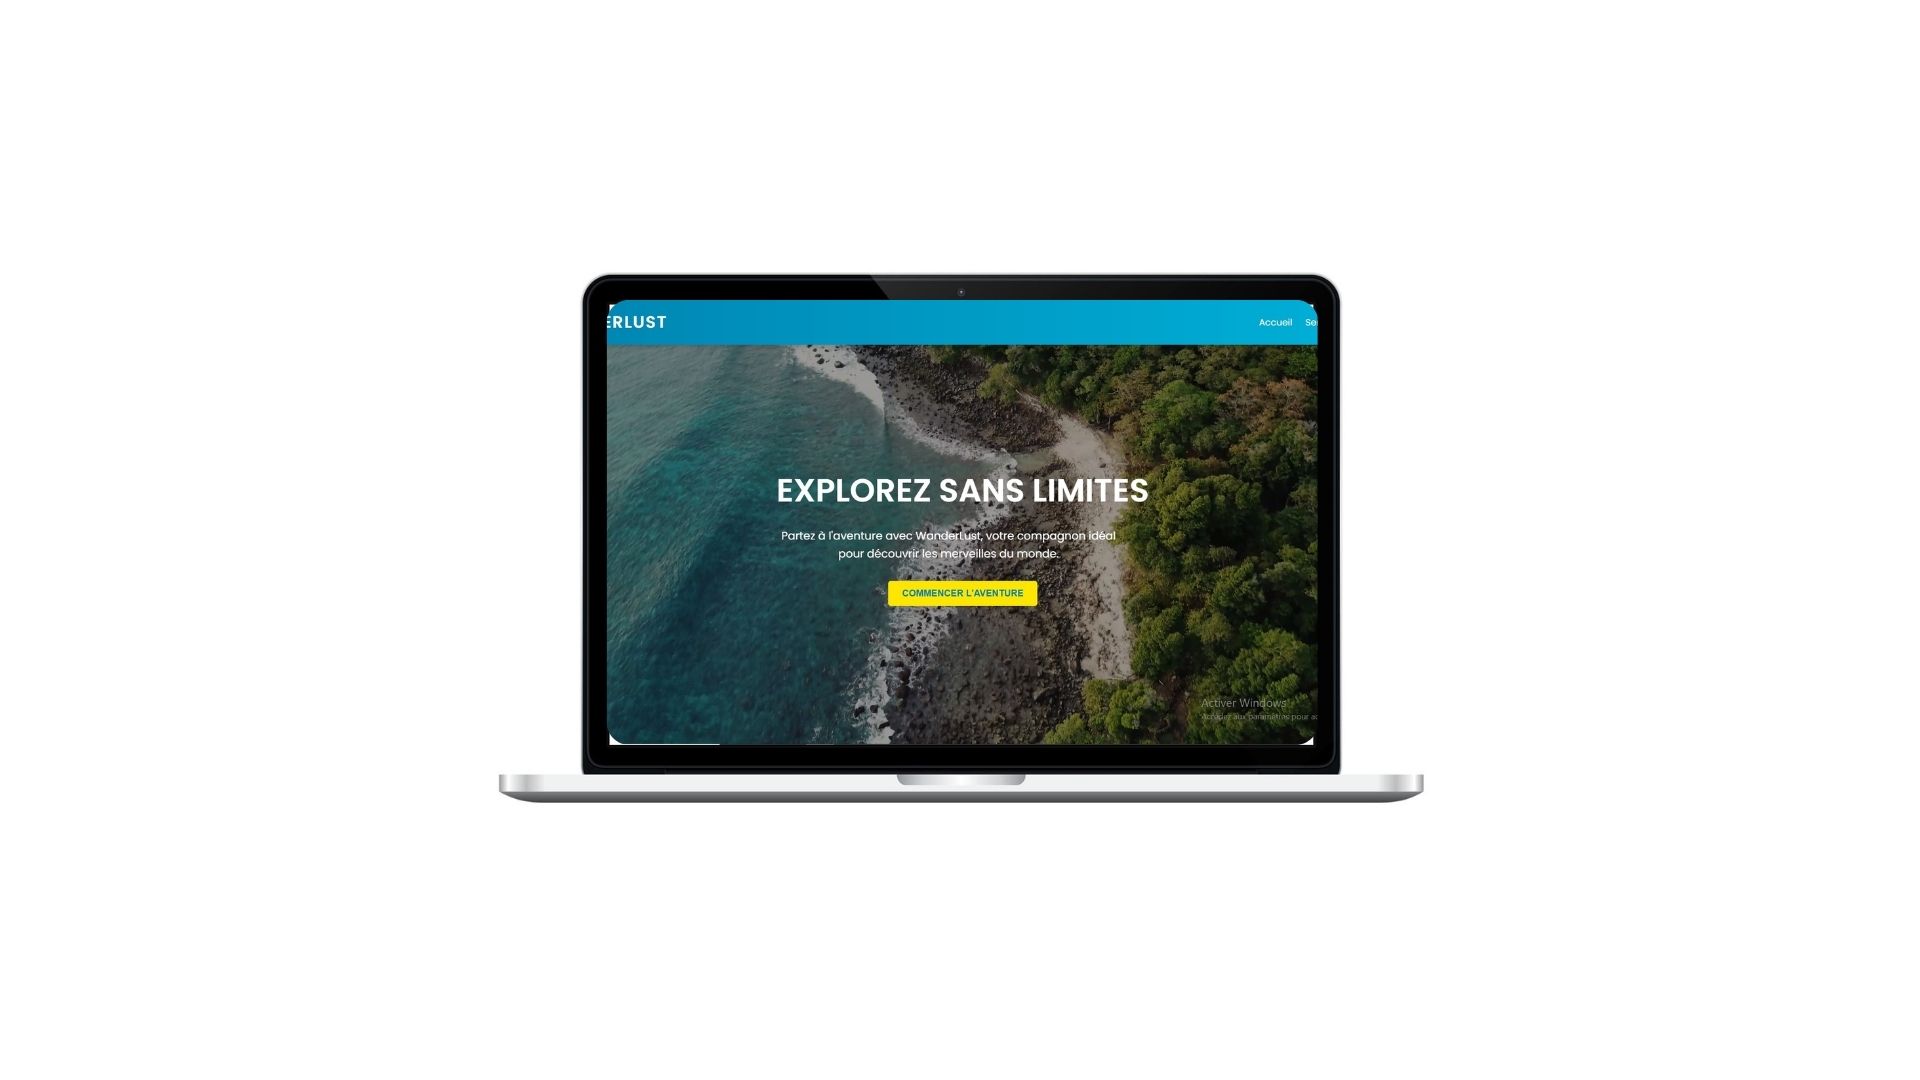 ERLUST
Accueil Se
EXPLOREZ SANS LIMITES
Partez à l'aventure avec WanderLust, votre compagnon idéal
pour découvrir les merveilles du monde.
COMMENCER L'AVENTURE
Activer Windows
Accédez aux paramètres pour